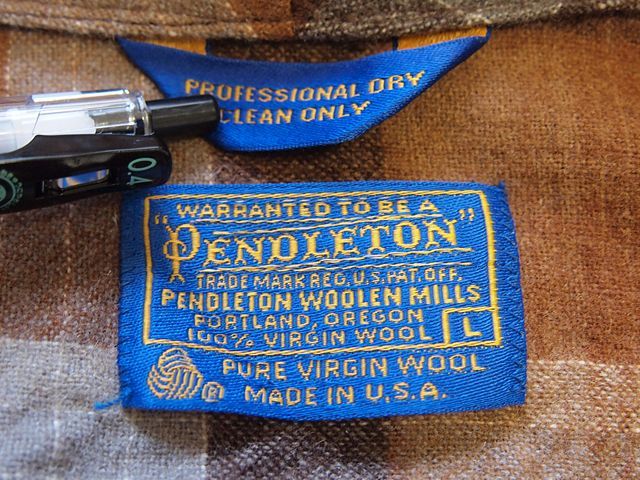 PROFESSIONAL DRY
CLEAN ONLY
0.4
WARRANTED TO BE A
"PENDLETON"
TRADE MARK REG. U.S. PAT. OFF.
PENDLETON WOOLEN MILLS
PORTLAND, OREGON
100% VIRGIN WOOL L
PURE VIRGIN WOOL
® MADE IN U.S.A.